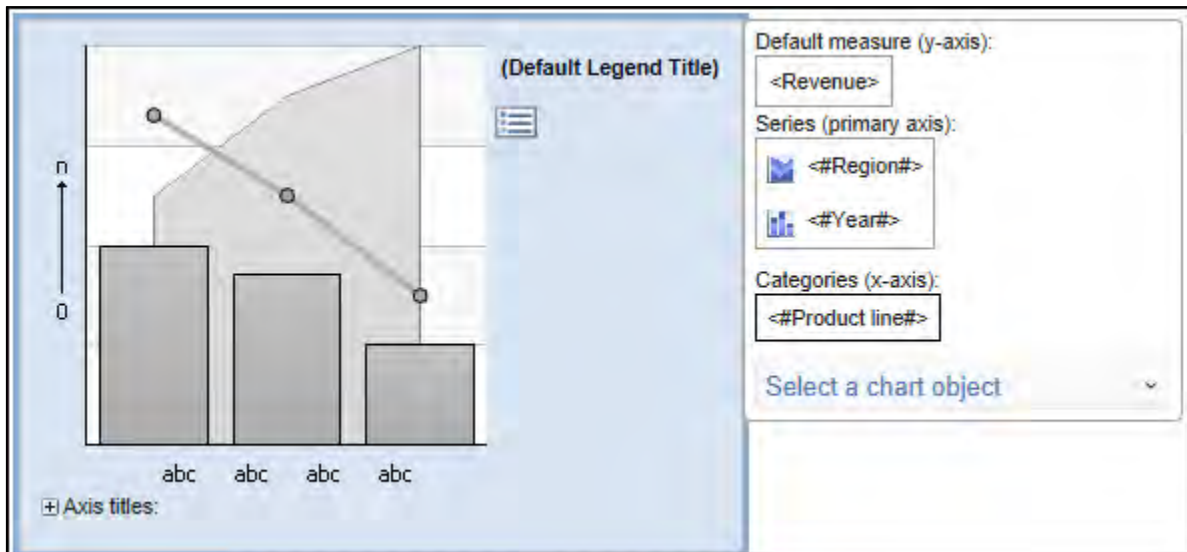 (Default Legend Title)
n
0
abc abc abc abc
Axis titles:
Default measure (y-axis):
<Revenue>
Series (primary axis):
<#Region#>
<#Year#>
Categories (x-axis):
<#Product line#>
Select a chart object